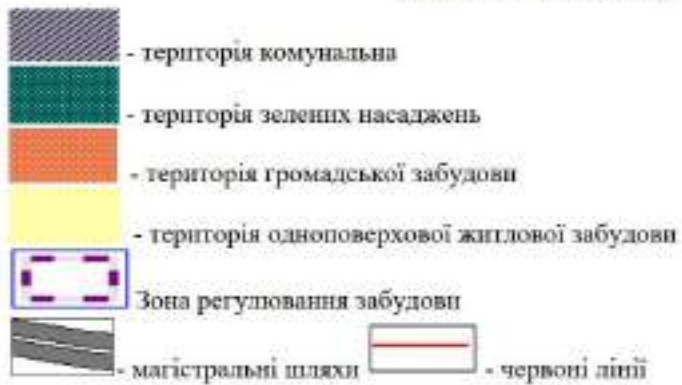 - територія комунальна
- територія зелених насаджень
- територія громадської забудови
- територія одноповерхової житлової забудови
Зона регулювання забудови
- магістральні шляхи - червоні лінії